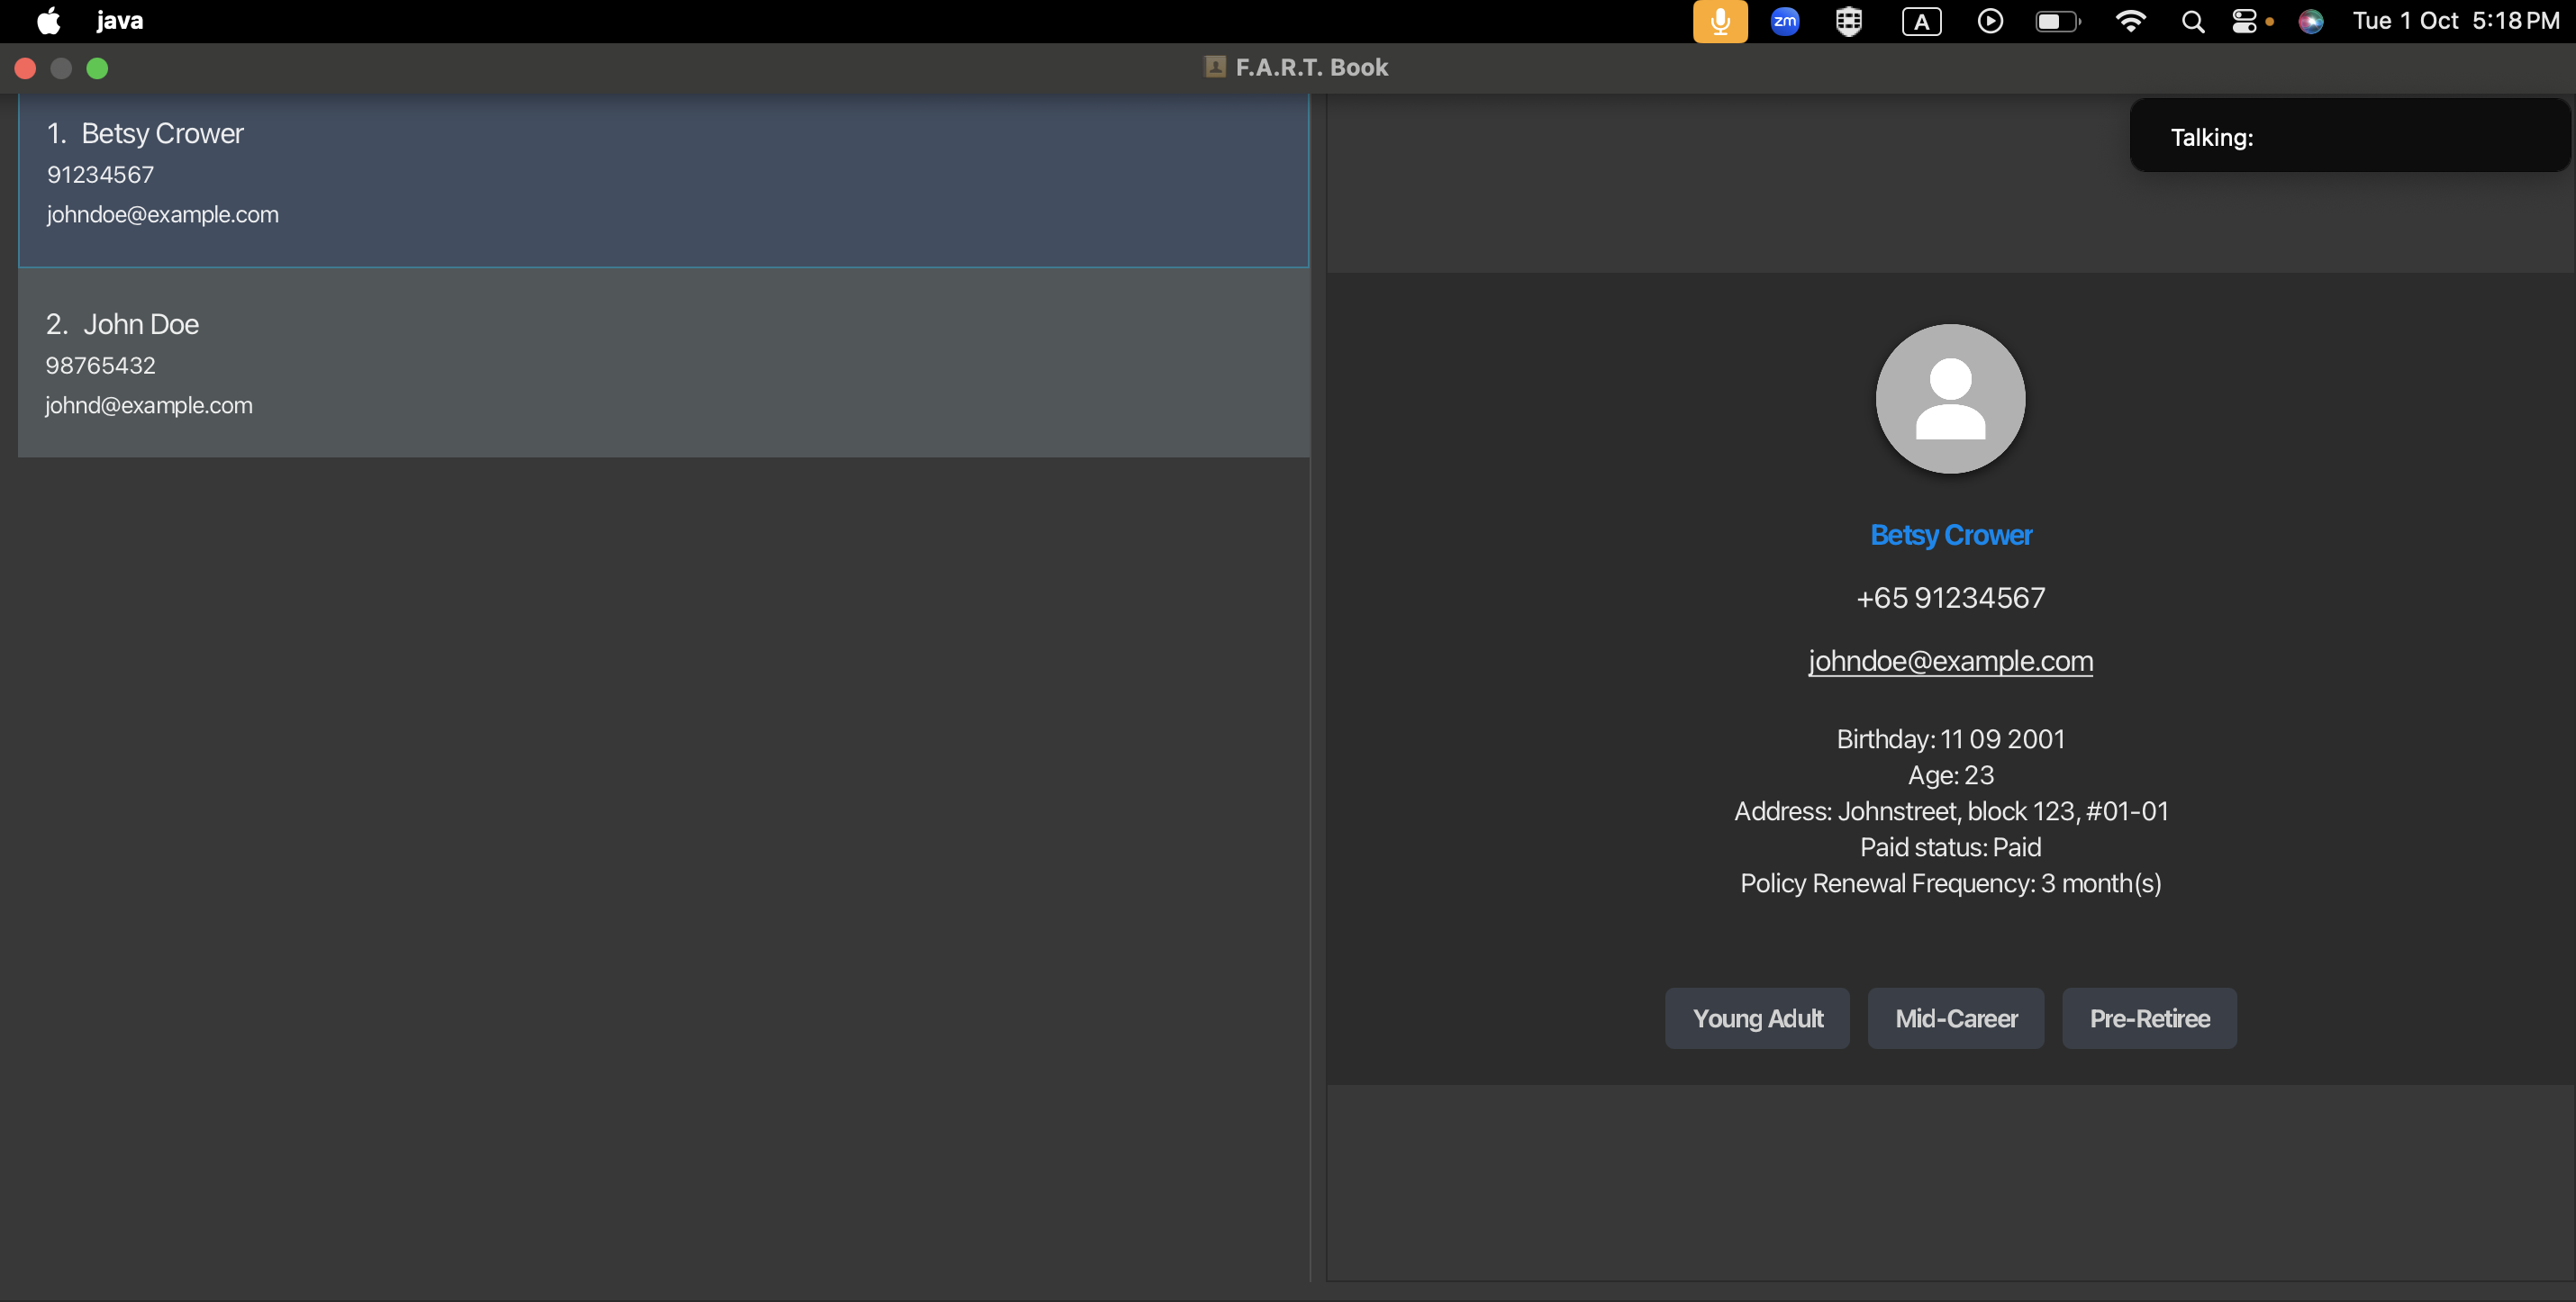 java
zm
A
Tue 1 Oct 5:18 PM
F.A.R.T. Book
Talking:
1. Betsy Crower
91234567
johndoe@example.com
2. John Doe
98765432
johnd@example.com
Betsy Crower
+65 91234567
johndoe@example.com
Birthday: 11 09 2001
Age: 23
Address: Johnstreet, block 123, #01-01
Paid status: Paid
Policy Renewal Frequency: 3 month(s)
Young Adult
Mid-Career
Pre-Retiree